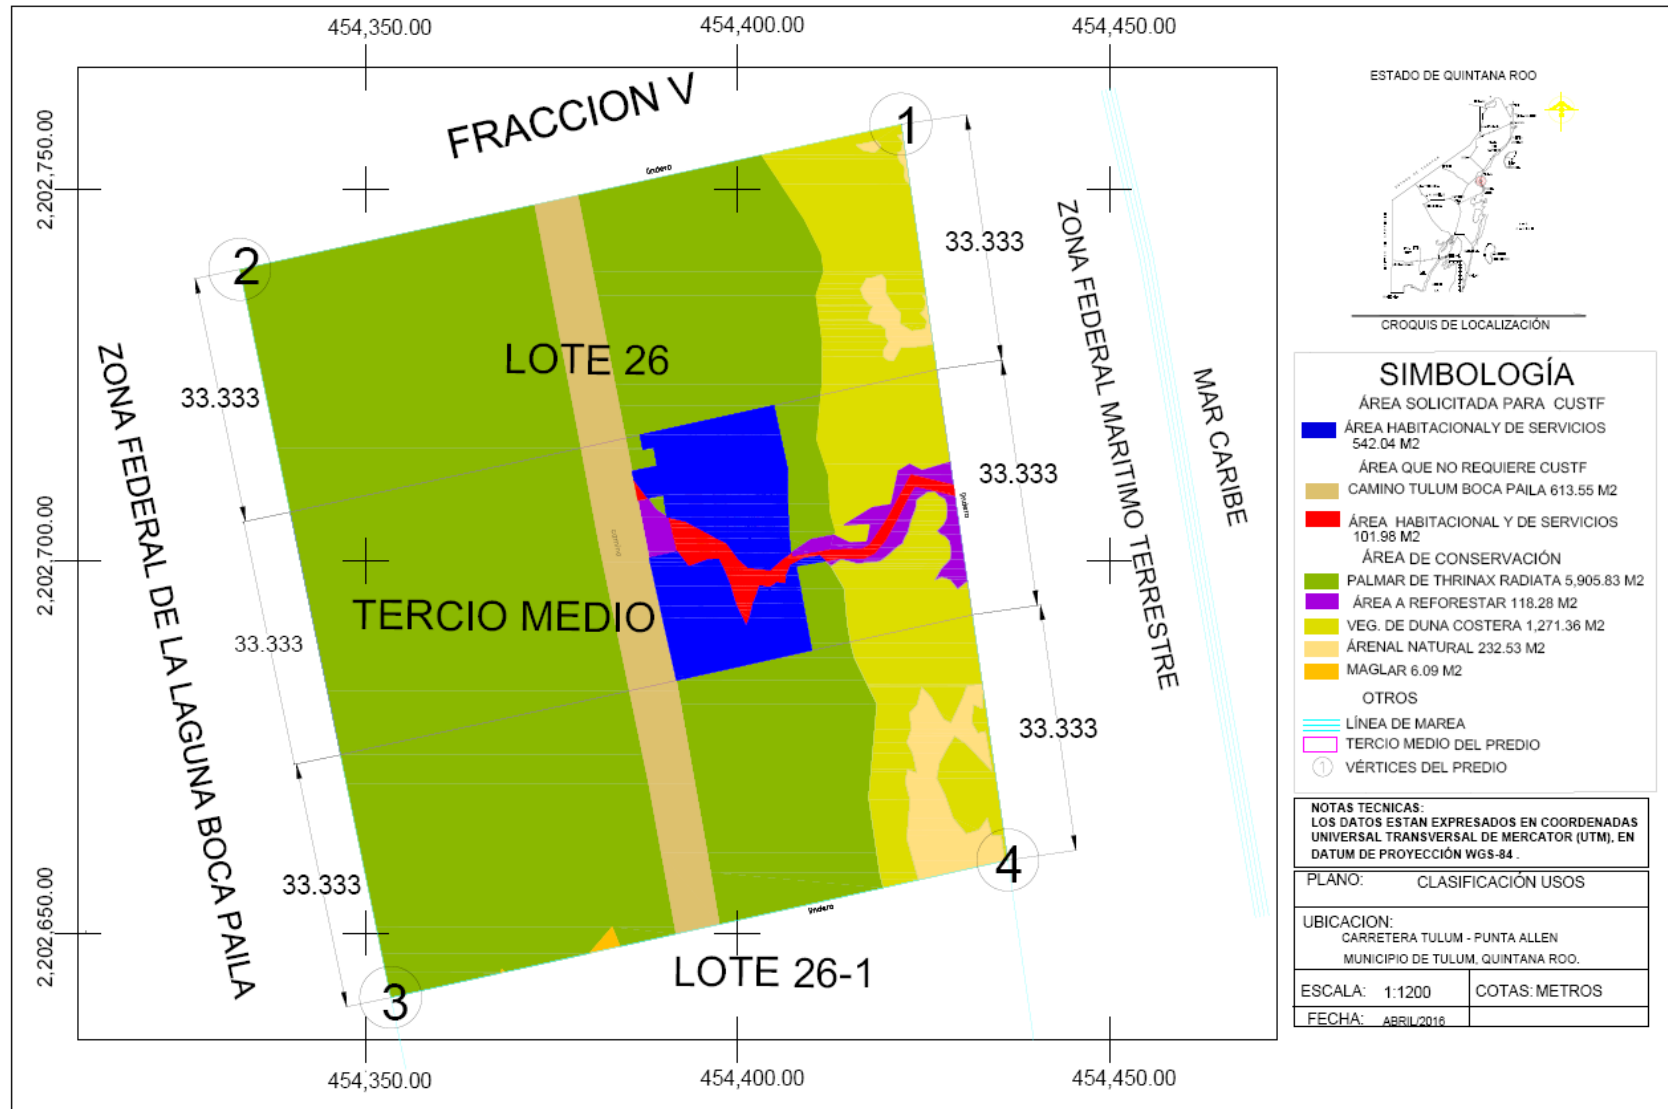 454,350.00
454,400.00
454,450.00
2,202,750.00
2,202,700.00
2,202,650.00
FRACCION V
lindero
1
2
33.333
33.333
33.333
33.333
33.333
33.333
LOTE 26
TERCIO MEDIO
camino
lindero
ZONA FEDERAL DE LA LAGUNA BOCA PAILA
ZONA FEDERAL MARITIMO TERRESTRE
MAR CARIBE
3
4
lindero
LOTE 26-1
454,350.00
454,400.00
454,450.00
ESTADO DE QUINTANA ROO
CROQUIS DE LOCALIZACIÓN
SIMBOLOGÍA
ÁREA SOLICITADA PARA CUSTF
ÁREA HABITACIONALY DE SERVICIOS
542.04 M2
ÁREA QUE NO REQUIERE CUSTF
CAMINO TULUM BOCA PAILA 613.55 M2
ÁREA HABITACIONAL Y DE SERVICIOS
101.98 M2
ÁREA DE CONSERVACIÓN
PALMAR DE THRINAX RADIATA 5,905.83 M2
ÁREA A REFORESTAR 118.28 M2
VEG. DE DUNA COSTERA 1,271.36 M2
ÁRENAL NATURAL 232.53 M2
MAGLAR 6.09 M2
OTROS
LÍNEA DE MAREA
TERCIO MEDIO DEL PREDIO
1 VÉRTICES DEL PREDIO
NOTAS TECNICAS:
LOS DATOS ESTAN EXPRESADOS EN COORDENADAS
UNIVERSAL TRANSVERSAL DE MERCATOR (UTM), EN
DATUM DE PROYECCIÓN WGS-84 .
PLANO: CLASIFICACIÓN USOS
UBICACION:
CARRETERA TULUM - PUNTA ALLEN
MUNICIPIO DE TULUM, QUINTANA ROO.
ESCALA: 1:1200 COTAS: METROS
FECHA: ABRIL/2016